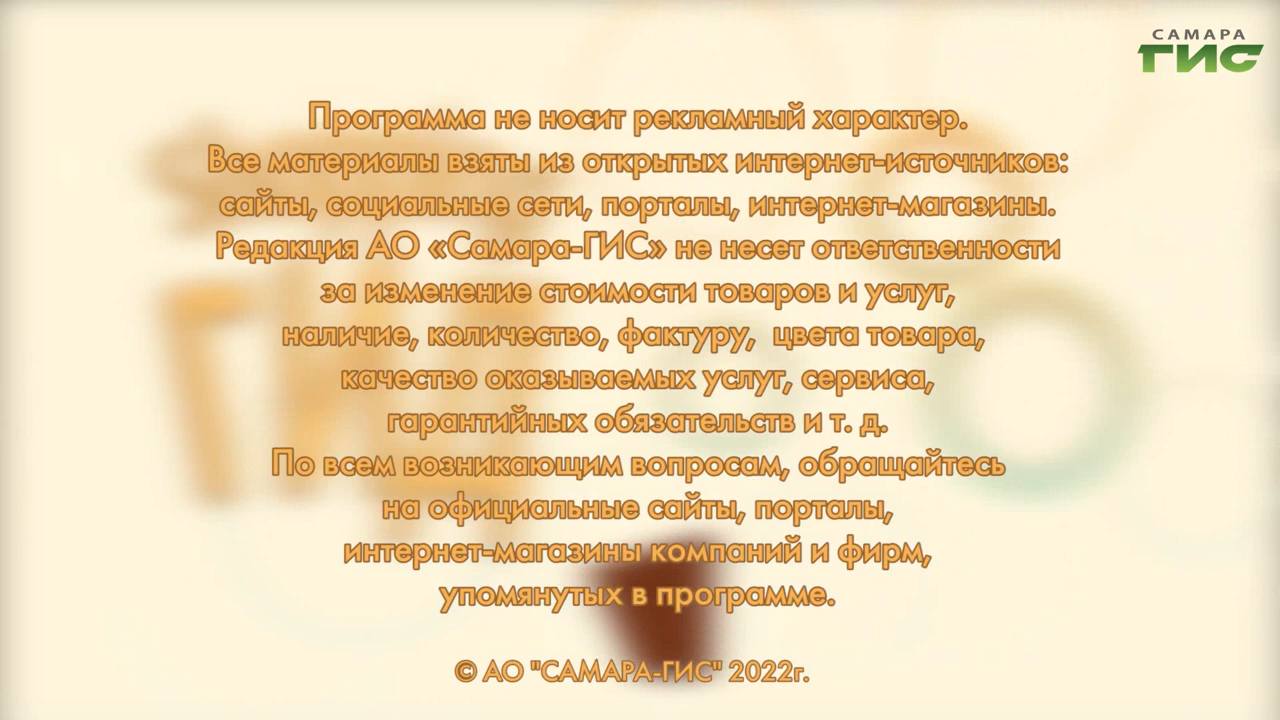 САМАРА
ГИС
Программа не носит рекламный характер.
Все материалы взяты из открытых интернет-источников:
сайты, социальные сети, порталы, интернет-магазины.
Редакция АО «Самара-ГИС» не несет ответственности
за изменение стоимости товаров и услуг,
наличие, количество, фактуру, цвета товара,
качество оказываемых услуг, сервиса,
гарантийных обязательств и т. д.
По всем возникающим вопросам, обращайтесь
на официальные сайты, порталы,
интернет-магазины компаний и фирм,
упомянутых в программе.
© АО "САМАРА-ГИС" 2022г.